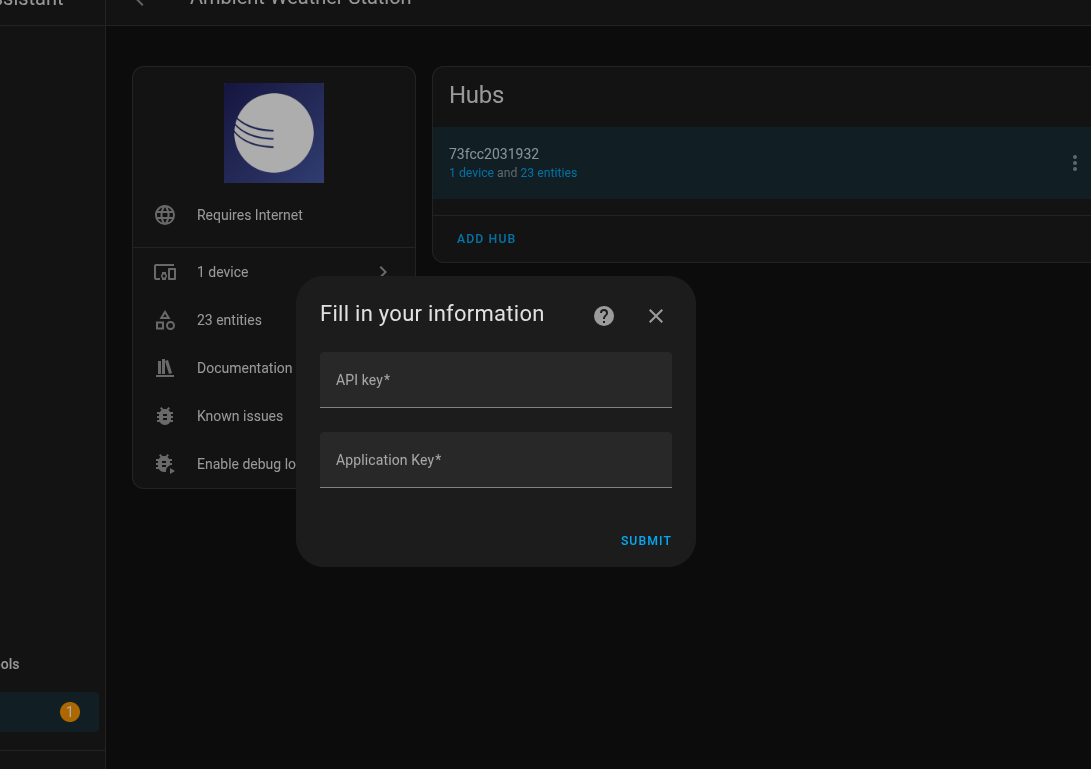 Ambient Weather Station
Hubs
73fcc2031932
1 device and 23 entities
ADD HUB
Requires Internet
1 device
23 entities
Documentation
Known issues
Enable debug lo
Fill in your information
API key*
Application Key*
SUBMIT
ols
1